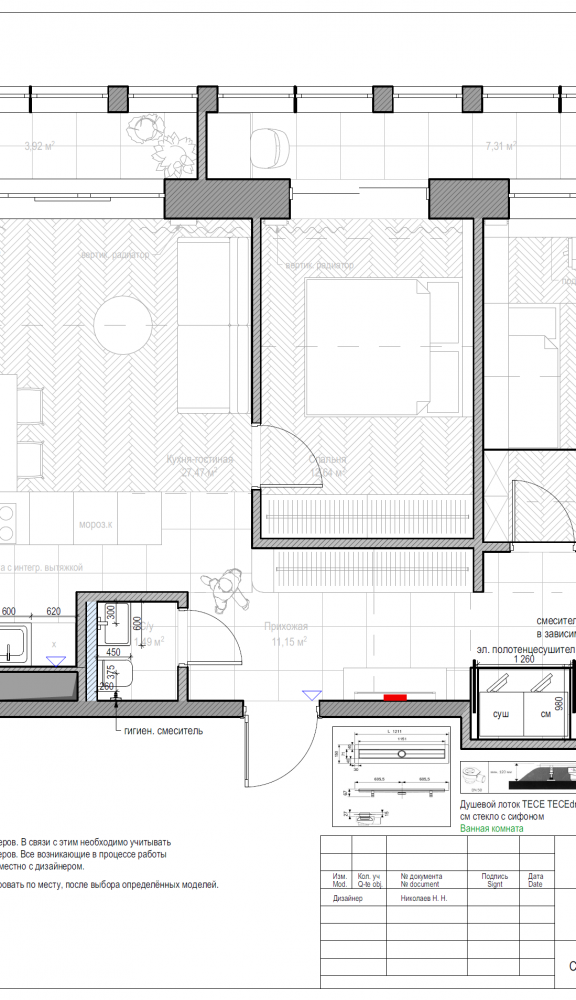 3,92 м²
7,31 м²
вертик. радиатор
вертик. радиатор
Кухня-гостиная
27,47 м²
Спальня
12,64 м²
мороз.к
а с интегр. вытяжкой
600
620
300
600
С/у
1,49 м²
450
375
260
x
Прихожая
11,15 м²
смесител
в зависим
эл. полотенцесушител
1 260
980
суш
см
гигиен. смеситель
L 1211
Душевой лоток TECE TECEdr
см стекло с сифоном
Ванная комната
еров. В связи с этим необходимо учитывать
еров. Все возникающие в процессе работы
местно с дизайнером.
ровать по месту, после выбора определённых моделей.
Изм.
Mod.
Кол. уч
Q-te obj.
№ документа
№ document
Подпись
Signt
Дата
Date
Дизайнер
Николаев Н. Н.
С